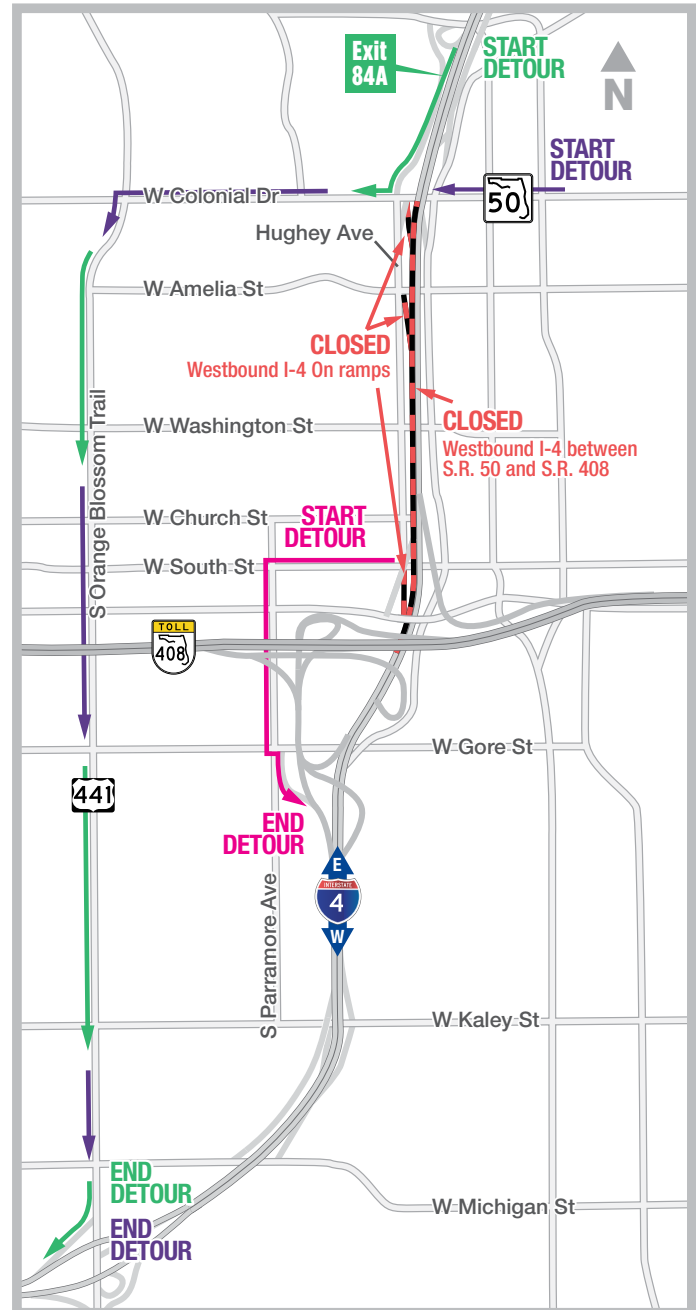 Exit
84A
START
DETOUR
N
START
DETOUR
50
W Colonial Dr
Hughey Ave
W Amelia St
CLOSED
Westbound I-4 On ramps
CLOSED
Westbound I-4 between
S.R. 50 and S.R. 408
W Washington St
S Orange Blossom Trail
W Church St
START
DETOUR
W South St
TOLL
408
W Gore St
441
END
DETOUR
E
INTERSTATE
4
W
S Parramore Ave
W Kaley St
END
DETOUR
W Michigan St
END
DETOUR